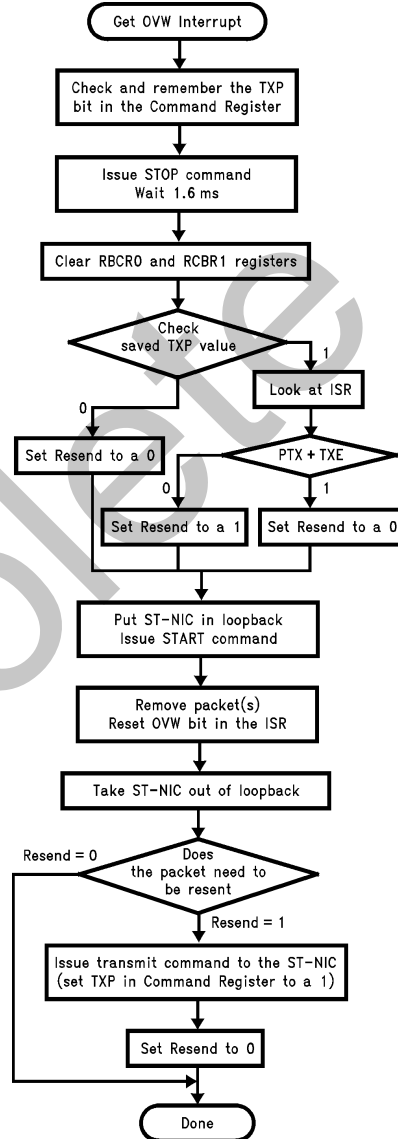 Get OVW Interrupt
Check and remember the TXP
bit in the Command Register
Issue STOP command
Wait 1.6 ms
Clear RBCR0 and RCBR1 registers
Check
saved TXP value
1
Look at ISR
0
Set Resend to a 0
PTX + TXE
0
1
Set Resend to a 1
Set Resend to a 0
Put ST-NIC in loopback
Issue START command
Remove packet(s)
Reset OVW bit in the ISR
Take ST-NIC out of loopback
Resend = 0
Does
the packet need to
be resent
Resend = 1
Issue transmit command to the ST-NIC
(set TXP in Command Register to a 1)
Set Resend to 0
Done